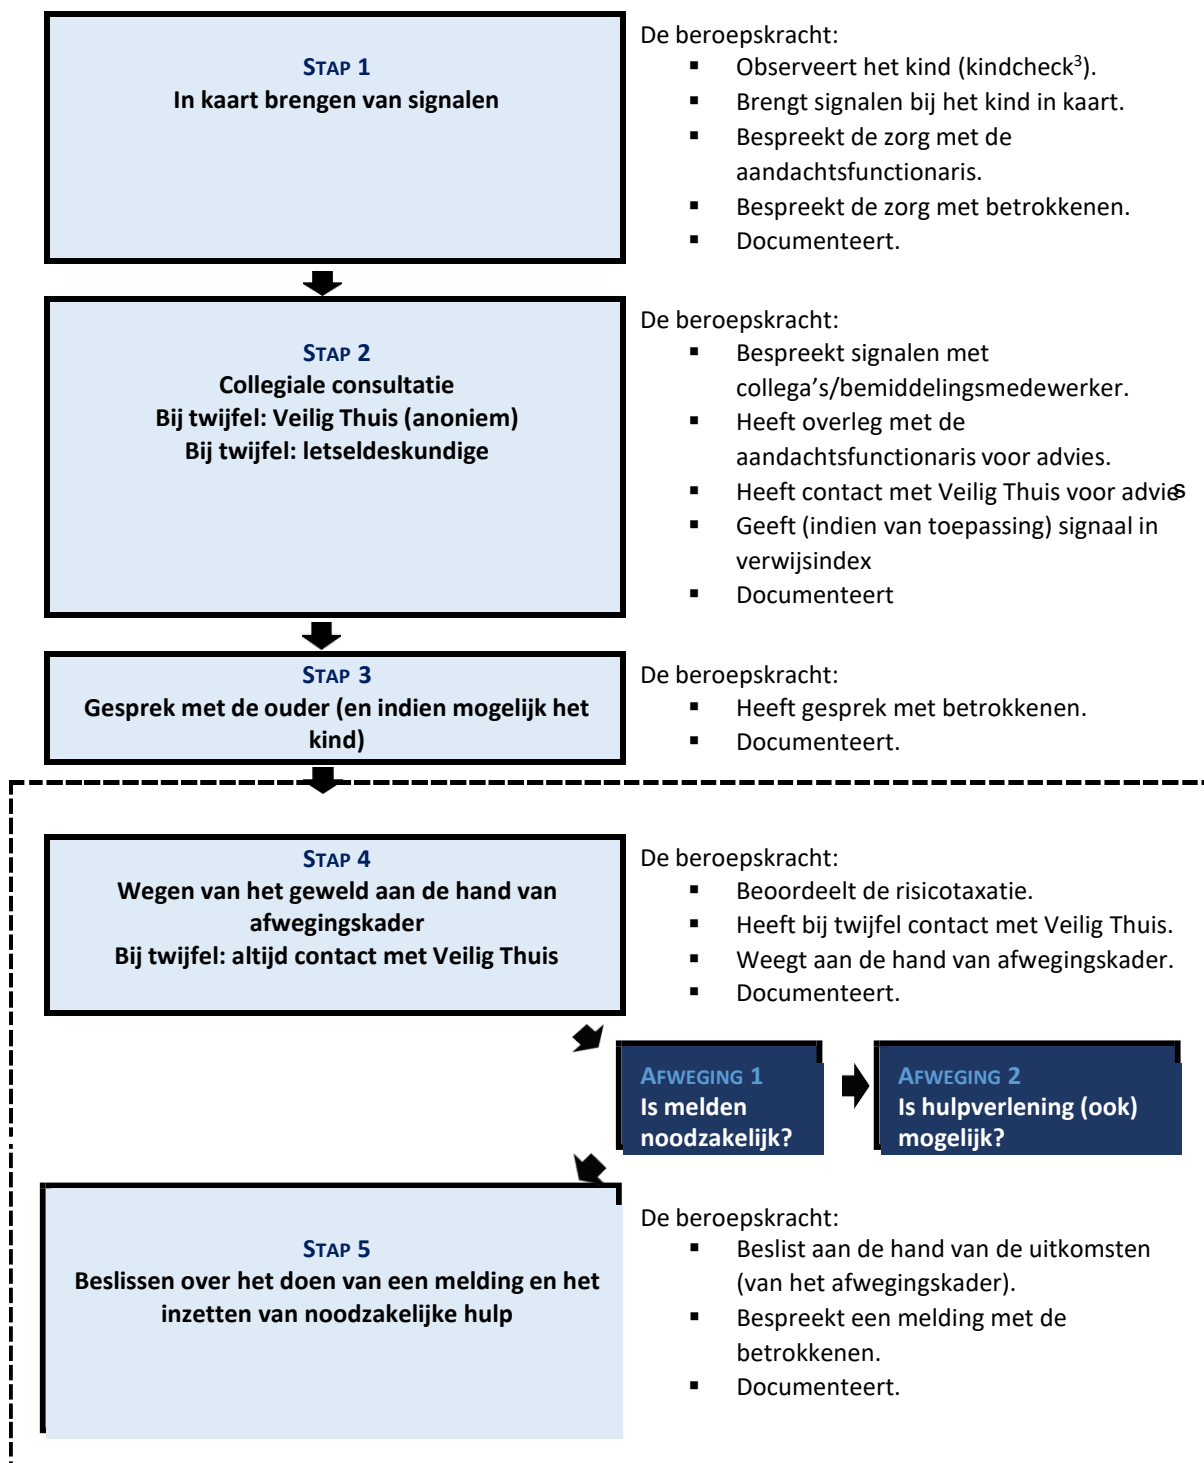 STAP 1
In kaart brengen van signalen
De beroepskracht:
▪ Observeert het kind (kindcheck³).
▪ Brengt signalen bij het kind in kaart.
▪ Bespreekt de zorg met de
aandachtsfunctionaris.
▪ Bespreekt de zorg met betrokkenen.
▪ Documenteert.
STAP 2
Collegiale consultatie
Bij twijfel: Veilig Thuis (anoniem)
Bij twijfel: letseldeskundige
De beroepskracht:
▪ Bespreekt signalen met
collega's/bemiddelingsmedewerker.
▪ Heeft overleg met de
aandachtsfunctionaris voor advies.
▪ Heeft contact met Veilig Thuis voor advies
▪ Geeft (indien van toepassing) signaal in
verwijsindex
▪ Documenteert
STAP 3
Gesprek met de ouder (en indien mogelijk het
kind)
De beroepskracht:
▪ Heeft gesprek met betrokkenen.
▪ Documenteert.
STAP 4
Wegen van het geweld aan de hand van
afwegingskader
Bij twijfel: altijd contact met Veilig Thuis
De beroepskracht:
▪ Beoordeelt de risicotaxatie.
▪ Heeft bij twijfel contact met Veilig Thuis.
▪ Weegt aan de hand van afwegingskader.
▪ Documenteert.
AFWEGING 1
Is melden
noodzakelijk?
AFWEGING 2
Is hulpverlening (ook)
mogelijk?
STAP 5
Beslissen over het doen van een melding en het
inzetten van noodzakelijke hulp
De beroepskracht:
▪ Beslist aan de hand van de uitkomsten
(van het afwegingskader).
▪ Bespreekt een melding met de
betrokkenen.
▪ Documenteert.